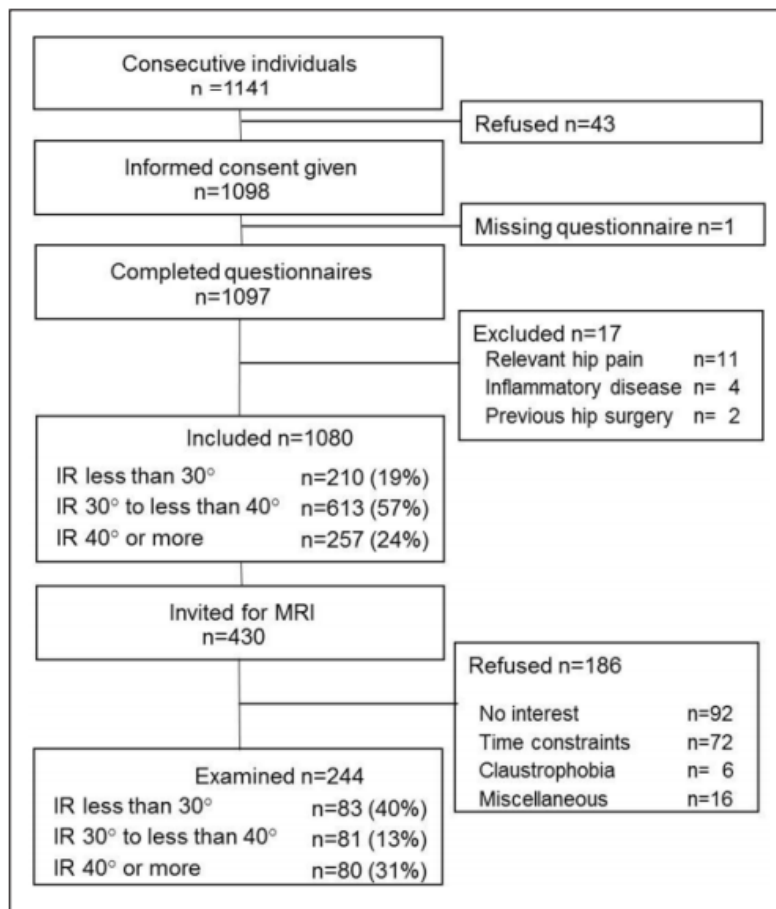 Consecutive individuals
n =1141
Refused n=43
Informed consent given
n=1098
Missing questionnaire n=1
Completed questionnaires
n=1097
Excluded n=17
Relevant hip pain n=11
Inflammatory disease n= 4
Previous hip surgery n= 2
Included n=1080
IR less than 30° n=210 (19%)
IR 30° to less than 40° n=613 (57%)
IR 40° or more n=257 (24%)
Invited for MRI
n=430
Refused n=186
No interest n=92
Time constraints n=72
Claustrophobia n= 6
Miscellaneous n=16
Examined n=244
IR less than 30° n=83 (40%)
IR 30° to less than 40° n=81 (13%)
IR 40° or more n=80 (31%)